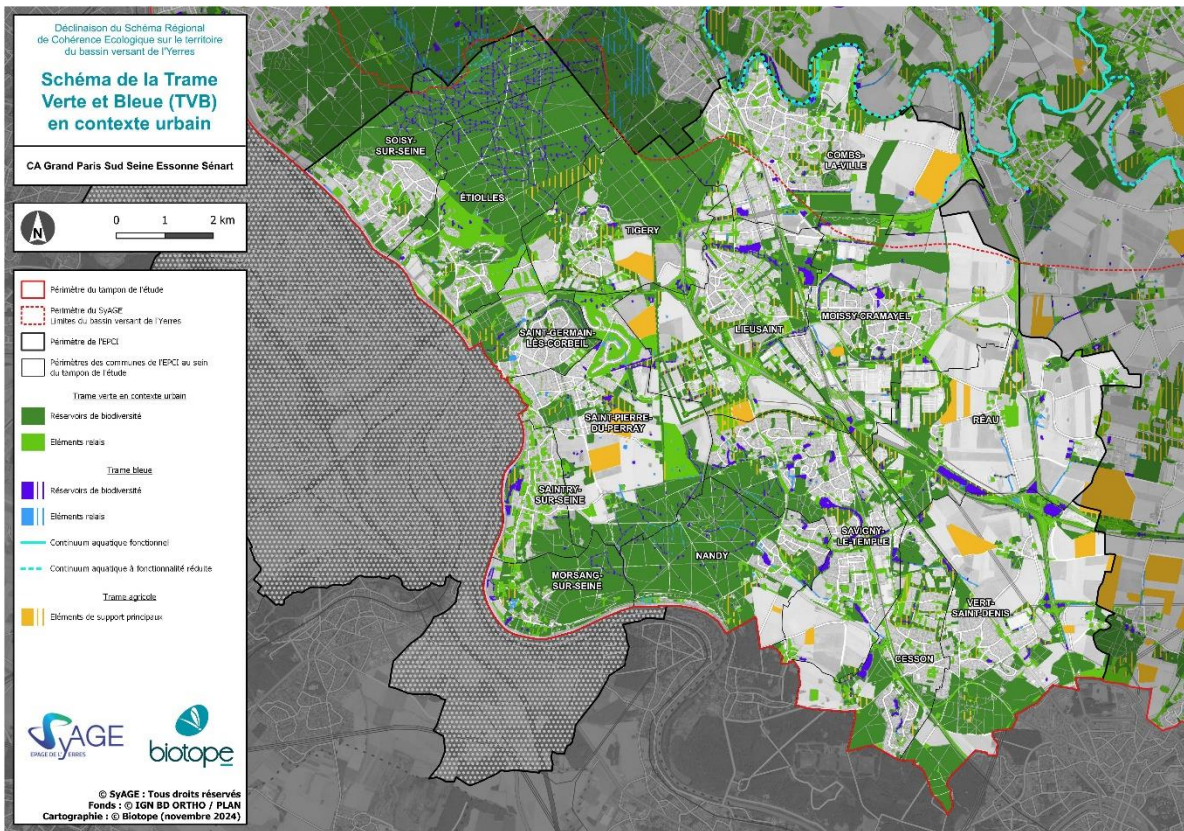 Déclinaison du Schéma Régional
de Cohérence Ecologique sur le territoire
du bassin versant de l'Yerres
Schéma de la Trame
Verte et Bleue (TVB)
en contexte urbain
CA Grand Paris Sud Seine Essonne Sénart
N
0 1 2 km
Périmètre du tampon de l'étude
Périmètre du SyAGE
Limites du bassin versant de l'Yerres
Périmètre de l'EPCI
Périmètres des communes de l'EPCI au sein
du tampon de l'étude
Trame verte en contexte urbain
Réservoirs de biodiversité
Eléments relais
Trame bleue
Réservoirs de biodiversité
Eléments relais
Continuum aquatique fonctionnel
Continuum aquatique à fonctionnalité réduite
Trame agricole
Eléments de support principaux
SyAGE
EPAGE DE L'YERRES
biotope
© SyAGE : Tous droits réservés
Fonds : © IGN BD ORTHO / PLAN
Cartographie : © Biotope (novembre 2024)
SOISY-
SUR-SEINE
ÉTIOLLES
COMBS-
LA-VILLE
TIGERY
SAINT-GERMAIN-
LÈS-CORBEIL
LIEUSAINT
MOISSY-CRAMAYEL
SAINT-PIERRE-
DU-PERRAY
RÉAU
SAINTRY-
SUR-SEINE
SAVIGNY-
LE-TEMPLE
NANDY
MORSANG-
SUR-SEINE
VERT-
SAINT-DENIS
CESSON